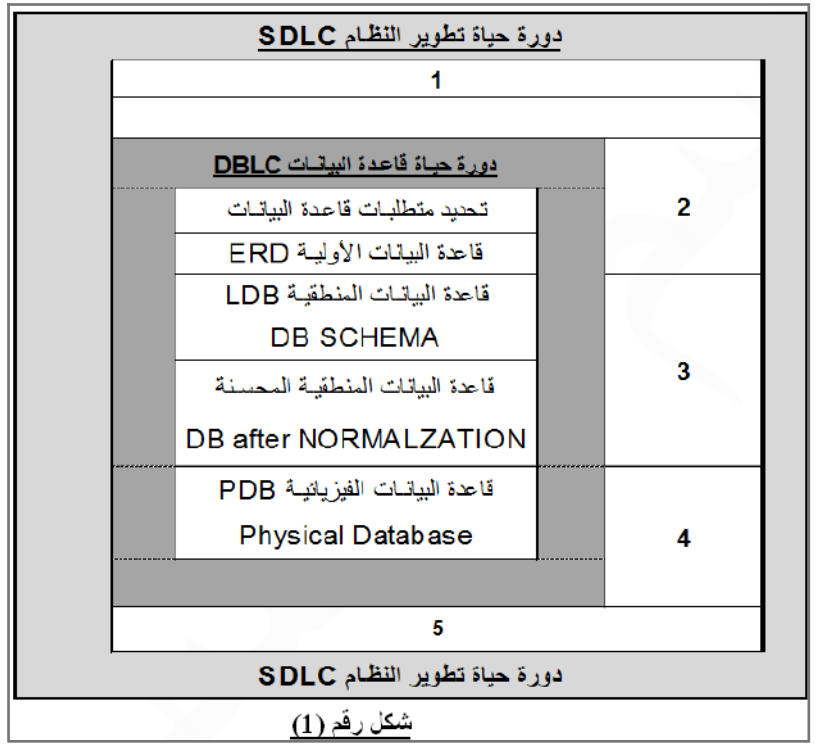 دورة حياة تطوير النظام SDLC
1
دورة حياة قاعدة البيانات DBLC
2
تحديد متطلبات قاعدة البيانات
قاعدة البيانات الأولية ERD
قاعدة البيانات المنطقية LDB
DB SCHEMA
3
قاعدة البيانات المنطقية المحسنة
DB after NORMALZATION
قاعدة البيانات الفيزيائية PDB
Physical Database
4
5
دورة حياة تطوير النظام SDLC
شكل رقم (1)